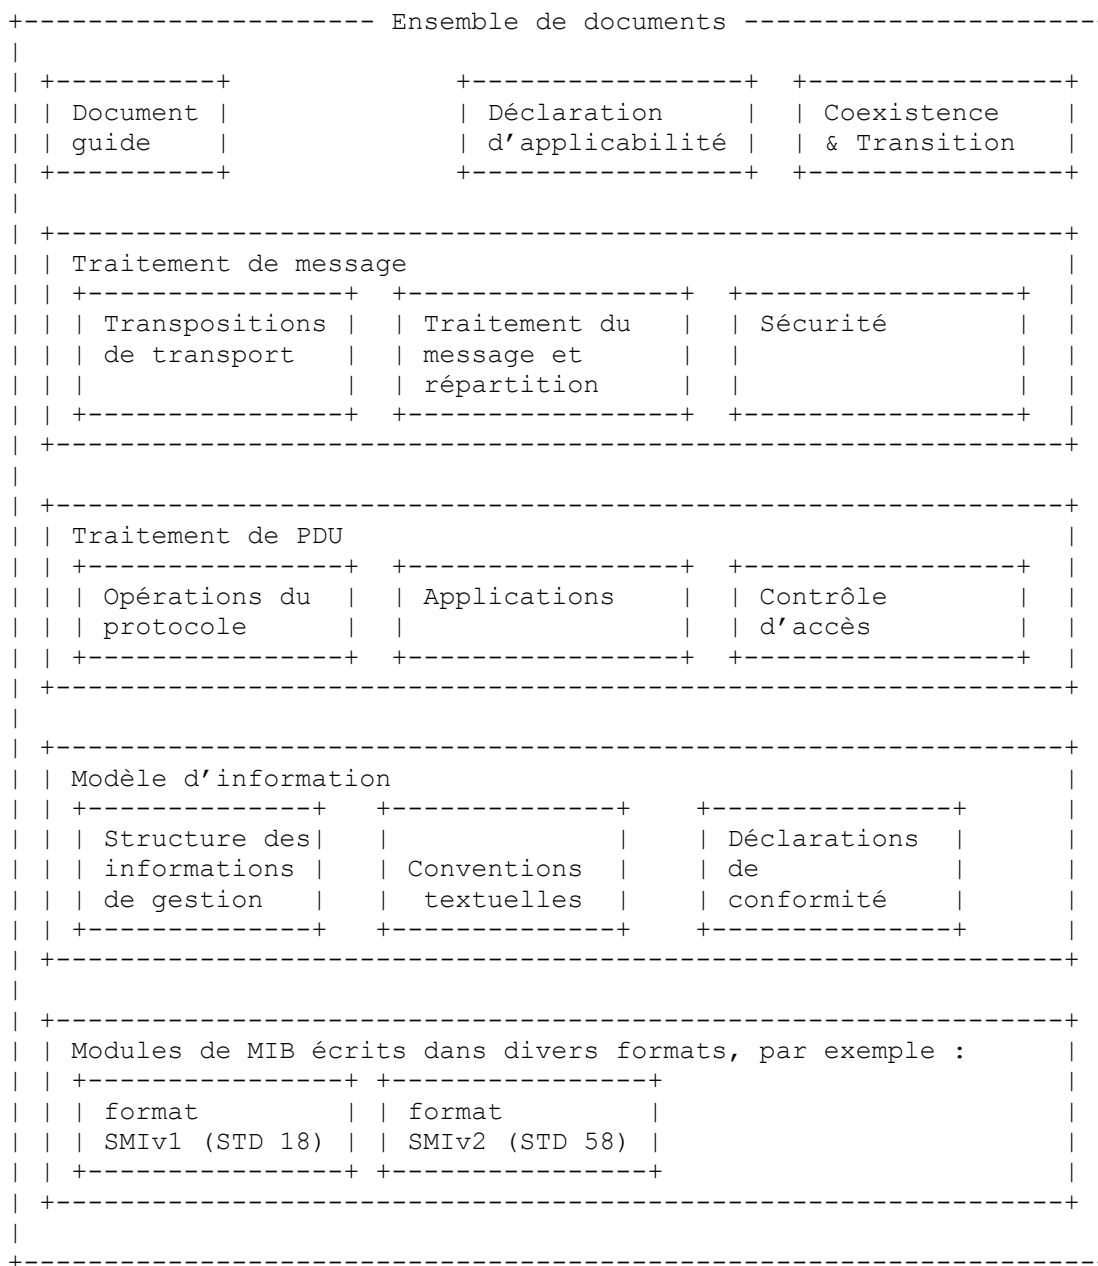 Ensemble de documents
Document Déclaration Coexistence
guide d’applicabilité & Transition
Traitement de message
Transpositions Traitement du Sécurité
de transport message et
répartition
Traitement de PDU
Opérations du Applications Contrôle
protocole d’accès
Modèle d’information
Structure des Déclarations
informations Conventions de
de gestion textuelles conformité
Modules de MIB écrits dans divers formats, par exemple :
format format
SMIv1 (STD 18) SMIv2 (STD 58)